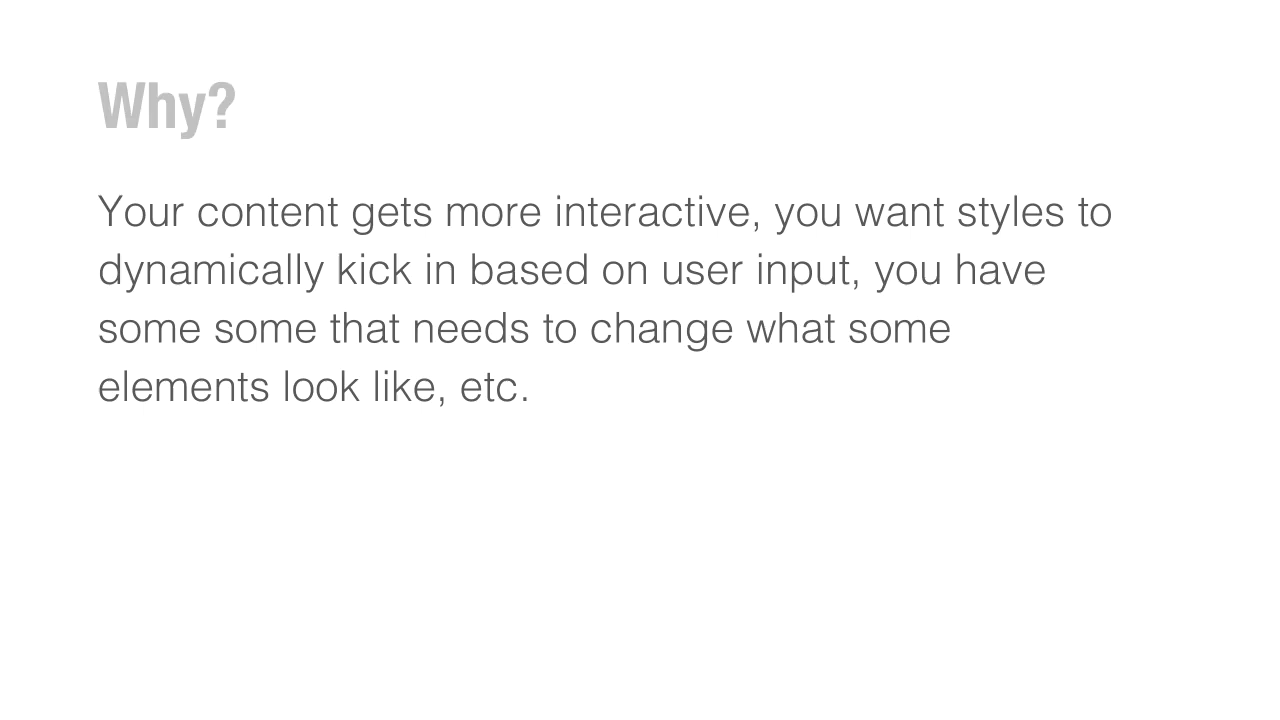 Why?
Your content gets more interactive, you want styles to
dynamically kick in based on user input, you have
some some that needs to change what some
elements look like, etc.